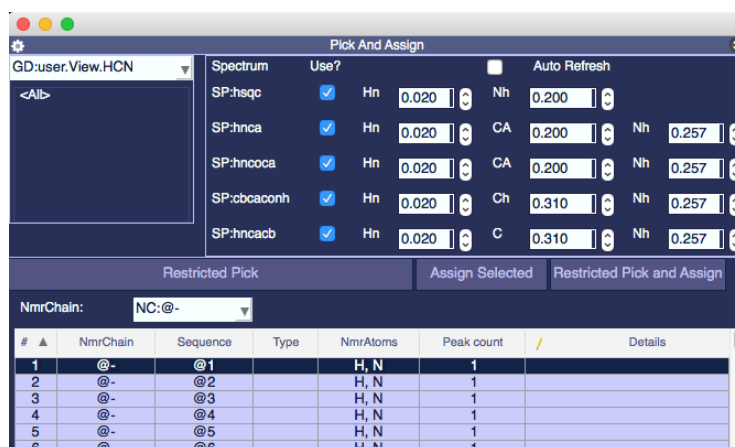 Pick And Assign
GD:user.View.HCN
<All>
Spectrum Use? Auto Refresh
SP:hsqc Hn 0.020 Nh 0.200
SP:hnca Hn 0.020 CA 0.200 Nh 0.257
SP:hncoca Hn 0.020 CA 0.200 Nh 0.257
SP:cbcaconh Hn 0.020 Ch 0.310 Nh 0.257
SP:hncacb Hn 0.020 C 0.310 Nh 0.257
Restricted Pick Assign Selected Restricted Pick and Assign
NmrChain: NC:@-
# NmrChain Sequence Type NmrAtoms Peak count Details
1 @- @1 H, N 1
2 @- @2 H, N 1
3 @- @3 H, N 1
4 @- @4 H, N 1
5 @- @5 H, N 1
6 @- @6 H, N 1